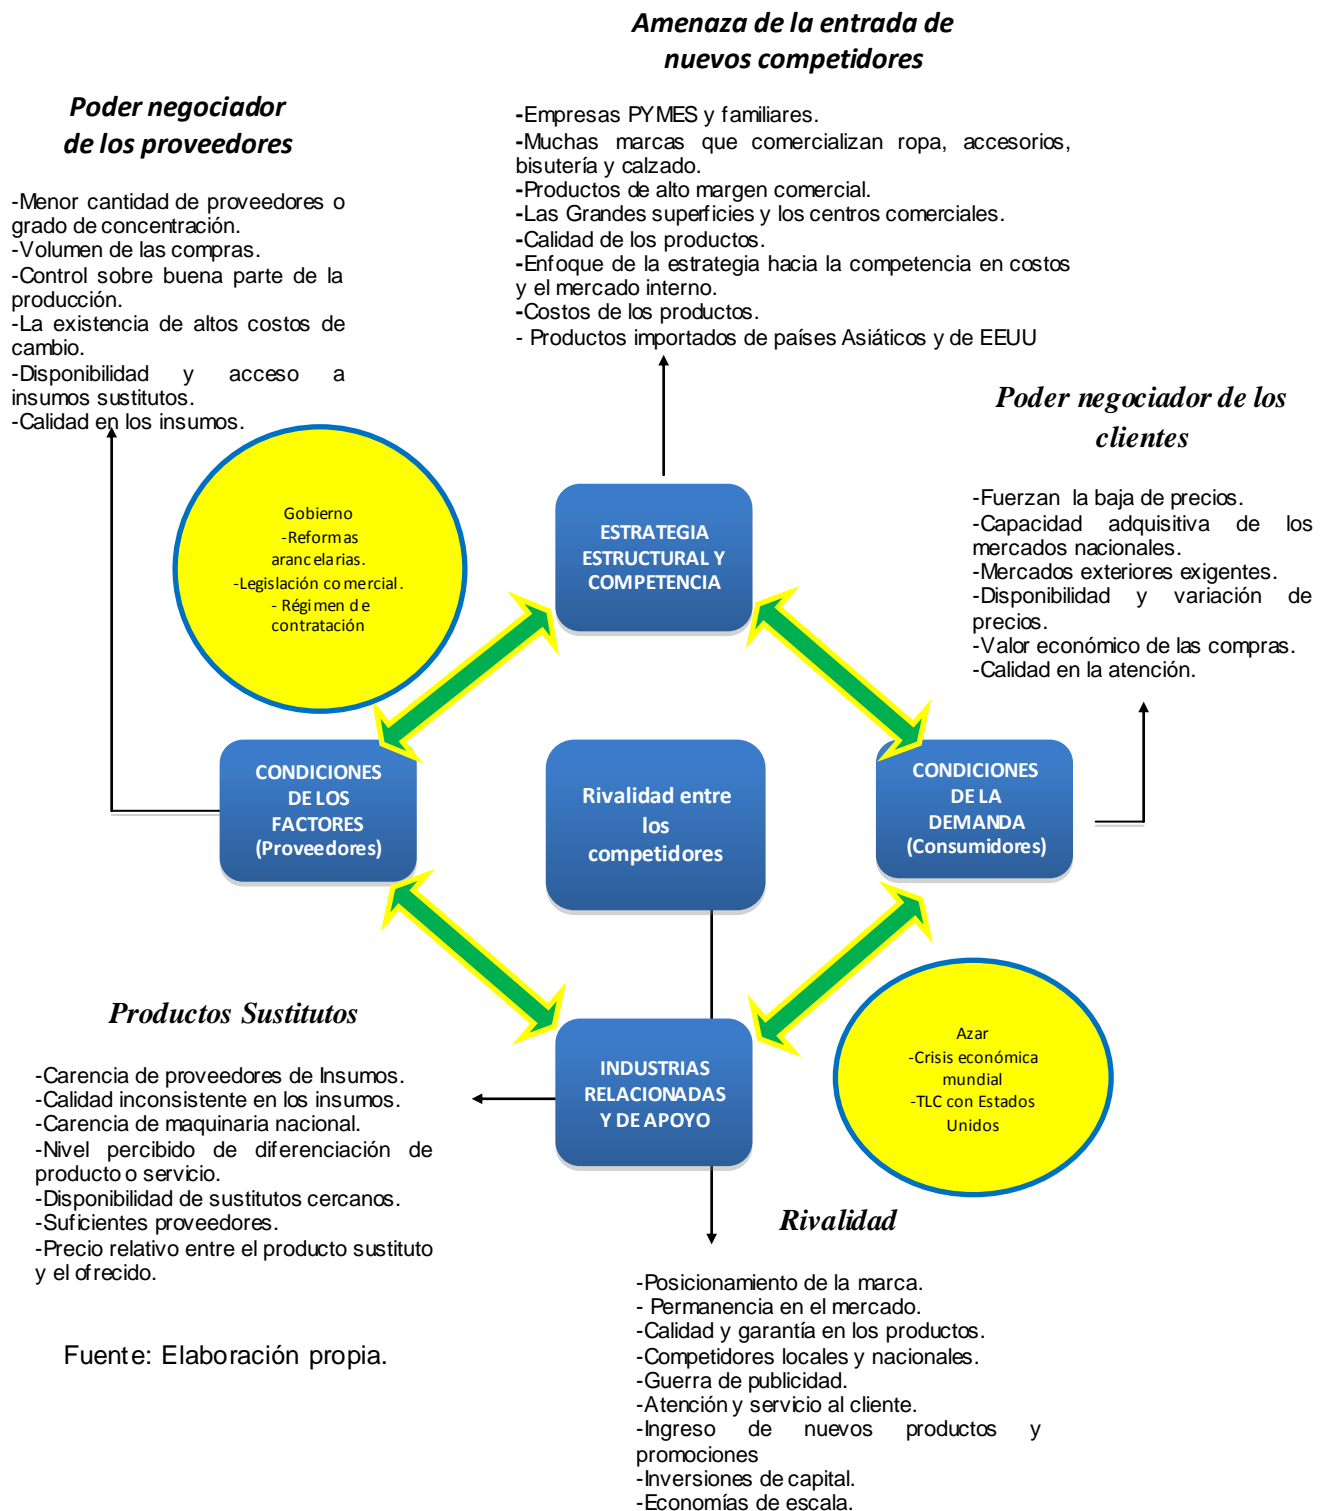 Amenaza de la entrada de
nuevos competidores
-Empresas PYMES y familiares.
-Muchas marcas que comercializan ropa, accesorios,
bisutería y calzado.
-Productos de alto margen comercial.
-Las Grandes superficies y los centros comerciales.
-Calidad de los productos.
-Enfoque de la estrategia hacia la competencia en costos
y el mercado interno.
-Costos de los productos.
- Productos importados de países Asiáticos y de EEUU
Poder negociador
de los proveedores
-Menor cantidad de proveedores o
grado de concentración.
-Volumen de las compras.
-Control sobre buena parte de la
producción.
-La existencia de altos costos de
cambio.
-Disponibilidad y acceso a
insumos sustitutos.
-Calidad en los insumos.
Poder negociador de los
clientes
-Fuerzan la baja de precios.
-Capacidad adquisitiva de los
mercados nacionales.
-Mercados exteriores exigentes.
-Disponibilidad y variación de
precios.
-Valor económico de las compras.
-Calidad en la atención.
Gobierno
-Reformas
arancelarias.
-Legislación comercial.
- Régimen de
contratación
ESTRATEGIA
ESTRUCTURAL Y
COMPETENCIA
CONDICIONES
DE LOS
FACTORES
(Proveedores)
Rivalidad entre
los
competidores
CONDICIONES
DE LA
DEMANDA
(Consumidores)
INDUSTRIAS
RELACIONADAS
Y DE APOYO
Azar
-Crisis económica
mundial
-TLC con Estados
Unidos
Productos Sustitutos
-Carencia de proveedores de Insumos.
-Calidad inconsistente en los insumos.
-Carencia de maquinaria nacional.
-Nivel percibido de diferenciación de
producto o servicio.
-Disponibilidad de sustitutos cercanos.
-Suficientes proveedores.
-Precio relativo entre el producto sustituto
y el ofrecido.
Rivalidad
-Posicionamiento de la marca.
- Permanencia en el mercado.
-Calidad y garantía en los productos.
-Competidores locales y nacionales.
-Guerra de publicidad.
-Atención y servicio al cliente.
-Ingreso de nuevos productos y
promociones
-Inversiones de capital.
-Economías de escala.
Fuente: Elaboración propia.